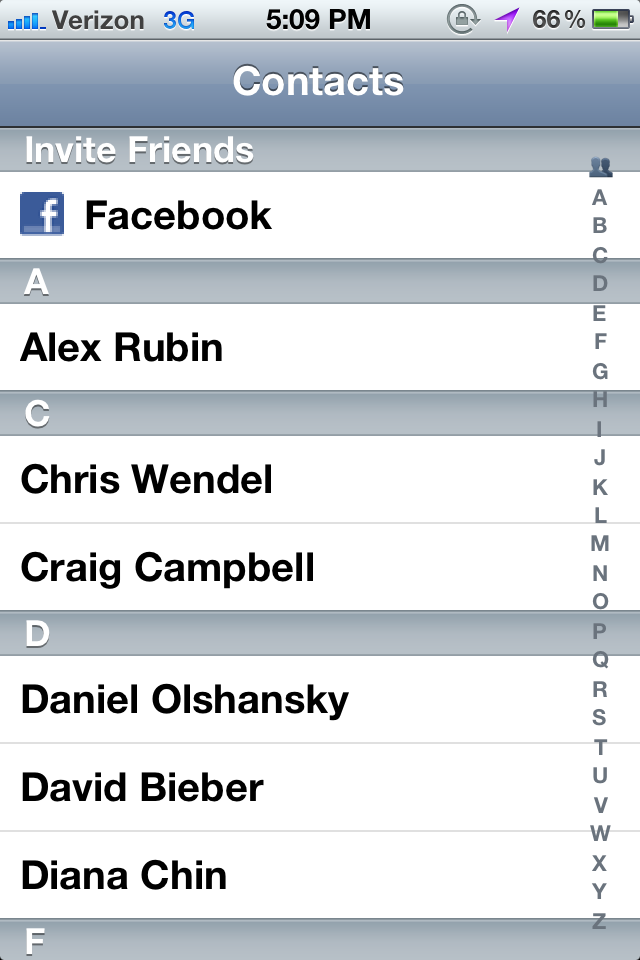 Verizon 3G 5:09 PM 66%
Contacts
Invite Friends
f Facebook
A
Alex Rubin
C
Chris Wendel
Craig Campbell
D
Daniel Olshansky
David Bieber
Diana Chin
F
A
B
C
D
E
F
G
H
I
J
K
L
M
N
O
P
Q
R
S
T
U
V
W
X
Y
Z